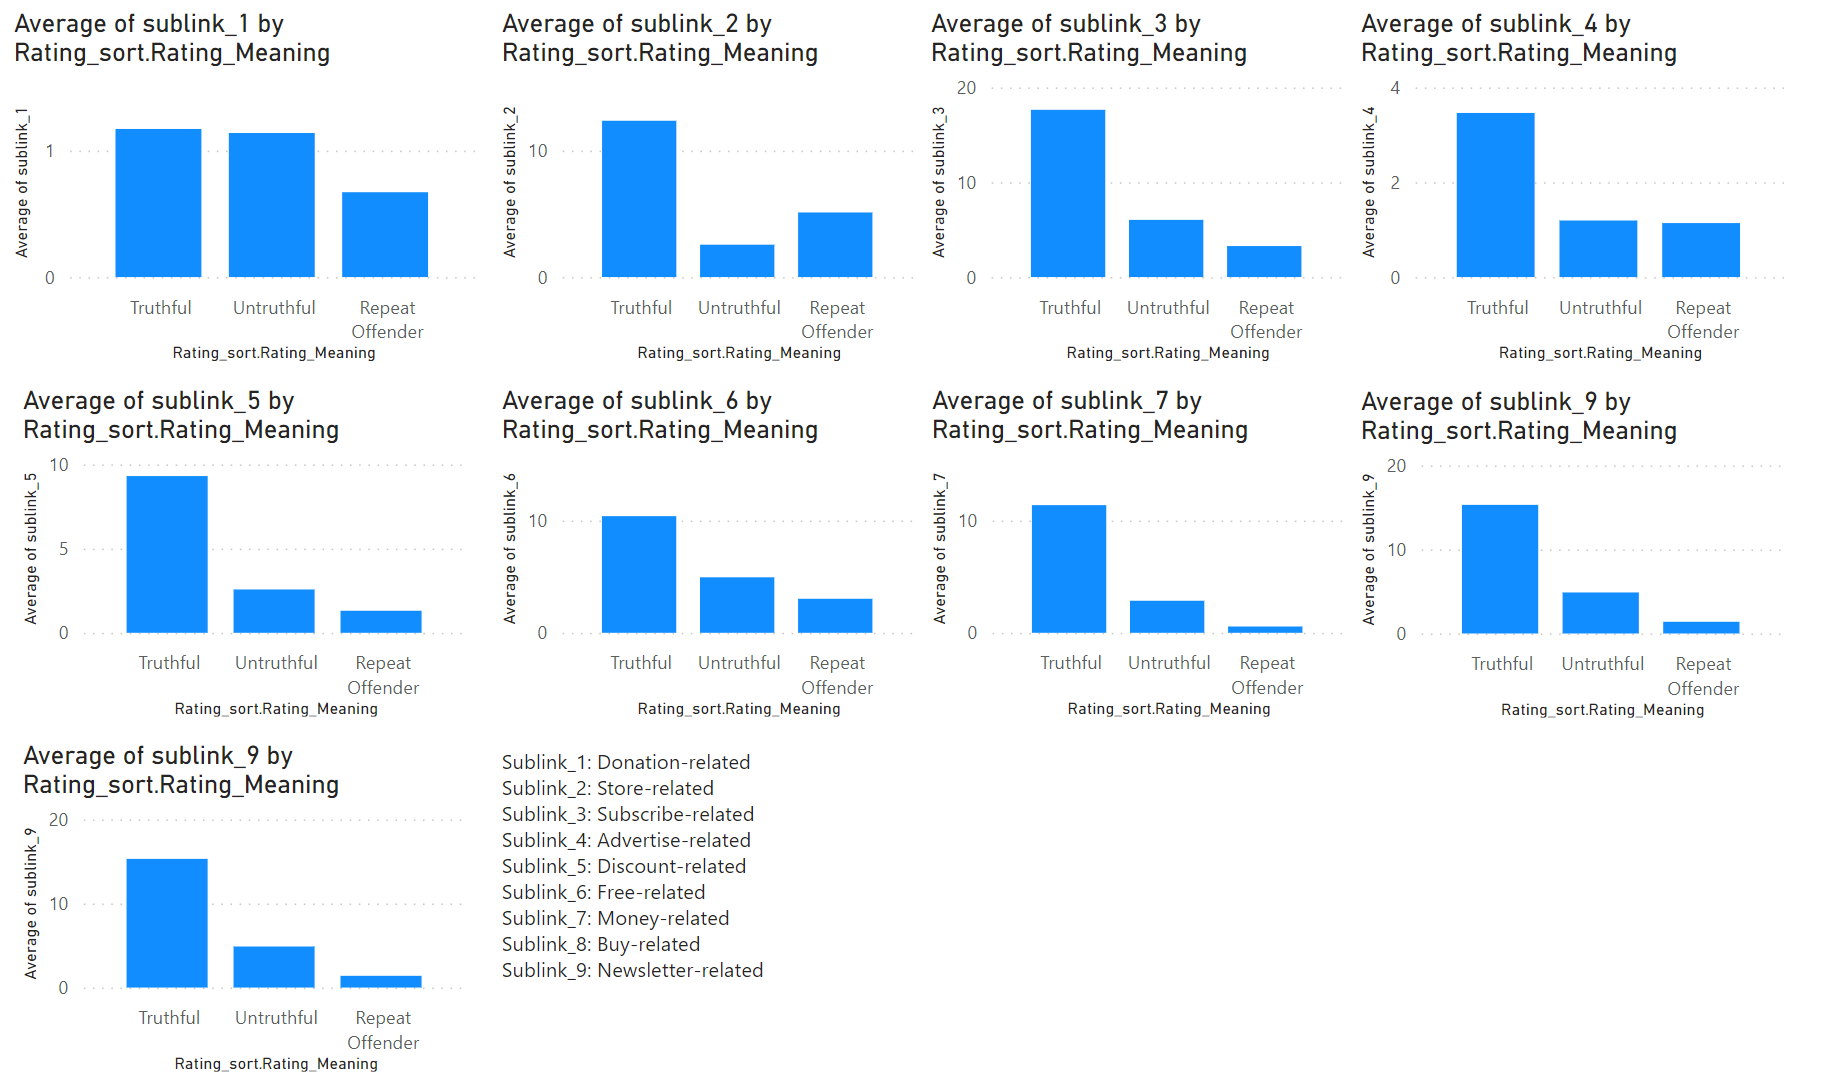 Average of sublink_1 by
Rating_sort.Rating_Meaning
Average of sublink_1
1
0
Truthful
Untruthful
Repeat
Offender
Rating_sort.Rating_Meaning
Average of sublink_2 by
Rating_sort.Rating_Meaning
Average of sublink_2
10
0
Truthful
Untruthful
Repeat
Offender
Rating_sort.Rating_Meaning
Average of sublink_3 by
Rating_sort.Rating_Meaning
Average of sublink_3
20
10
0
Truthful
Untruthful
Repeat
Offender
Rating_sort.Rating_Meaning
Average of sublink_4 by
Rating_sort.Rating_Meaning
Average of sublink_4
4
2
0
Truthful
Untruthful
Repeat
Offender
Rating_sort.Rating_Meaning
Average of sublink_5 by
Rating_sort.Rating_Meaning
Average of sublink_5
10
5
0
Truthful
Untruthful
Repeat
Offender
Rating_sort.Rating_Meaning
Average of sublink_6 by
Rating_sort.Rating_Meaning
Average of sublink_6
10
0
Truthful
Untruthful
Repeat
Offender
Rating_sort.Rating_Meaning
Average of sublink_7 by
Rating_sort.Rating_Meaning
Average of sublink_7
10
0
Truthful
Untruthful
Repeat
Offender
Rating_sort.Rating_Meaning
Average of sublink_9 by
Rating_sort.Rating_Meaning
Average of sublink_9
20
10
0
Truthful
Untruthful
Repeat
Offender
Rating_sort.Rating_Meaning
Average of sublink_9 by
Rating_sort.Rating_Meaning
Average of sublink_9
20
10
0
Truthful
Untruthful
Repeat
Offender
Rating_sort.Rating_Meaning
Sublink_1: Donation-related
Sublink_2: Store-related
Sublink_3: Subscribe-related
Sublink_4: Advertise-related
Sublink_5: Discount-related
Sublink_6: Free-related
Sublink_7: Money-related
Sublink_8: Buy-related
Sublink_9: Newsletter-related